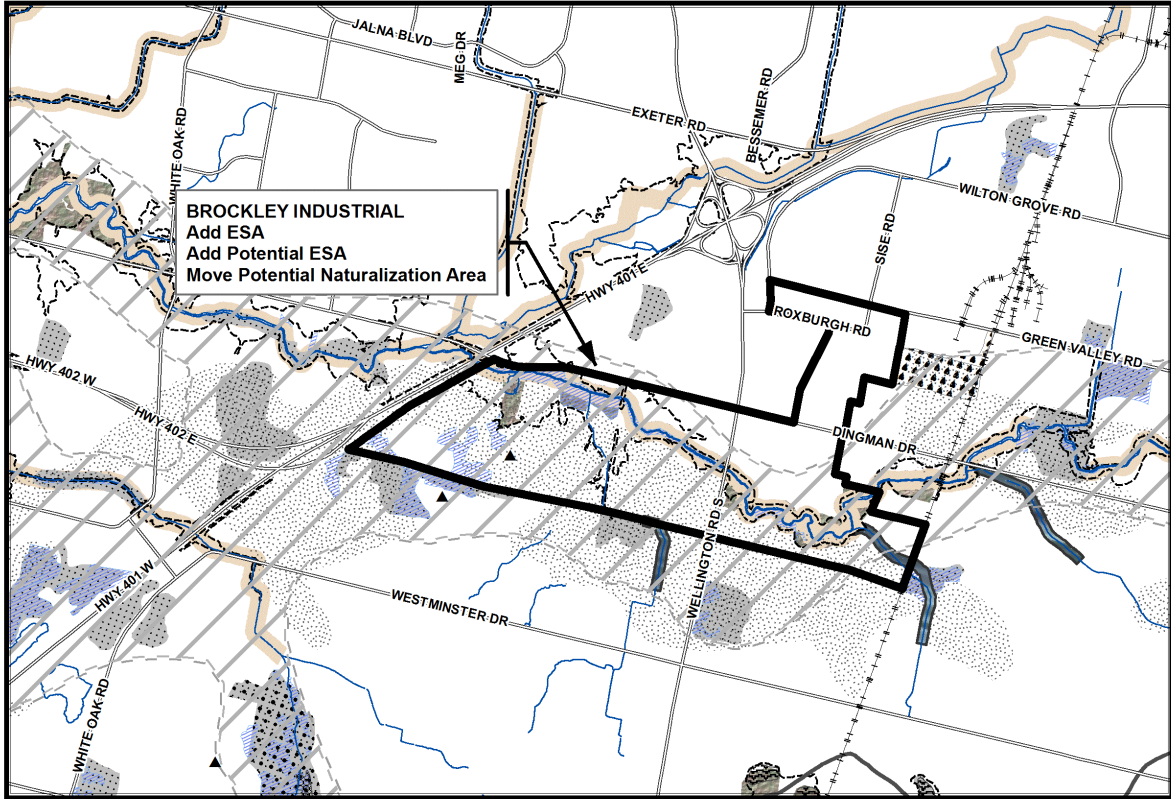 JALNA BLVD
MEG DR
EXETER RD
BESSEMER RD
WHITE OAK RD
WILTON GROVE RD
BROCKLEY INDUSTRIAL
Add ESA
Add Potential ESA
Move Potential Naturalization Area
SISE RD
HWY 401 E
ROXBURGH RD
GREEN VALLEY RD
HWY 402 W
HWY 402 E
DINGMAN DR
WELLINGTON RD S
HWY 401 W
WESTMINSTER DR
WHITE OAK RD